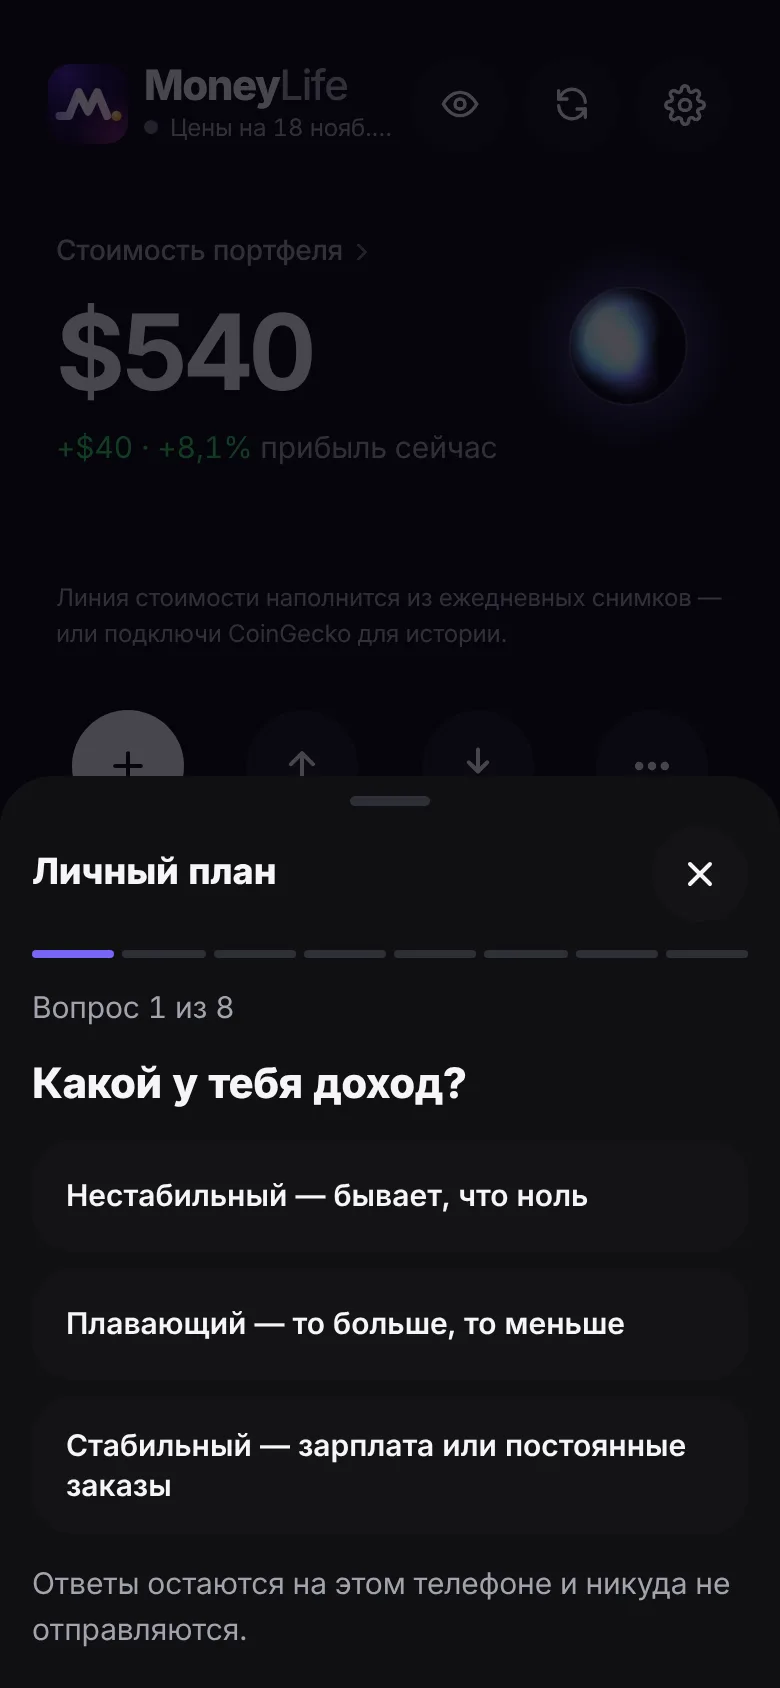 MoneyLife
Цены на 18 нояб....
Стоимость портфеля
$540
+$40 · +8,1% прибыль сейчас
Линия стоимости наполнится из ежедневных снимков —
или подключи CoinGecko для истории.
Личный план
Вопрос 1 из 8
Какой у тебя доход?
Нестабильный — бывает, что ноль
Плавающий — то больше, то меньше
Стабильный — зарплата или постоянные
заказы
Ответы остаются на этом телефоне и никуда не
отправляются.